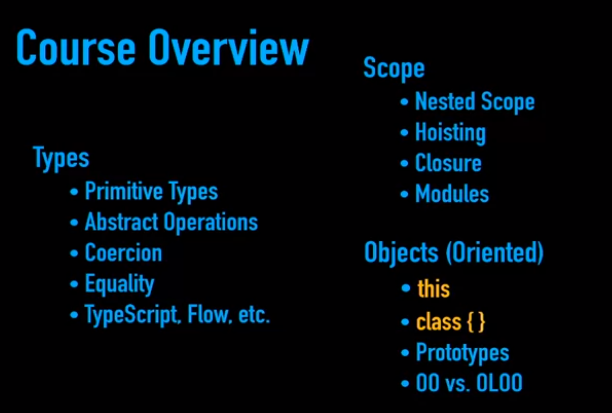 Course Overview
Types
• Primitive Types
• Abstract Operations
• Coercion
• Equality
• TypeScript, Flow, etc.
Scope
• Nested Scope
• Hoisting
• Closure
• Modules
Objects (Oriented)
• this
• class { }
• Prototypes
• OO vs. OLOO